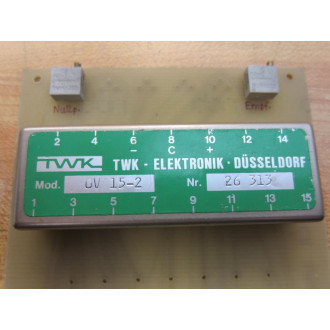 2 4 6 8 10 12 14
− C +
TWK TWK - ELEKTRONIK · DÜSSELDORF
Mod. UV 15-2 Nr. 26 313
1 3 5 7 9 11 13 15